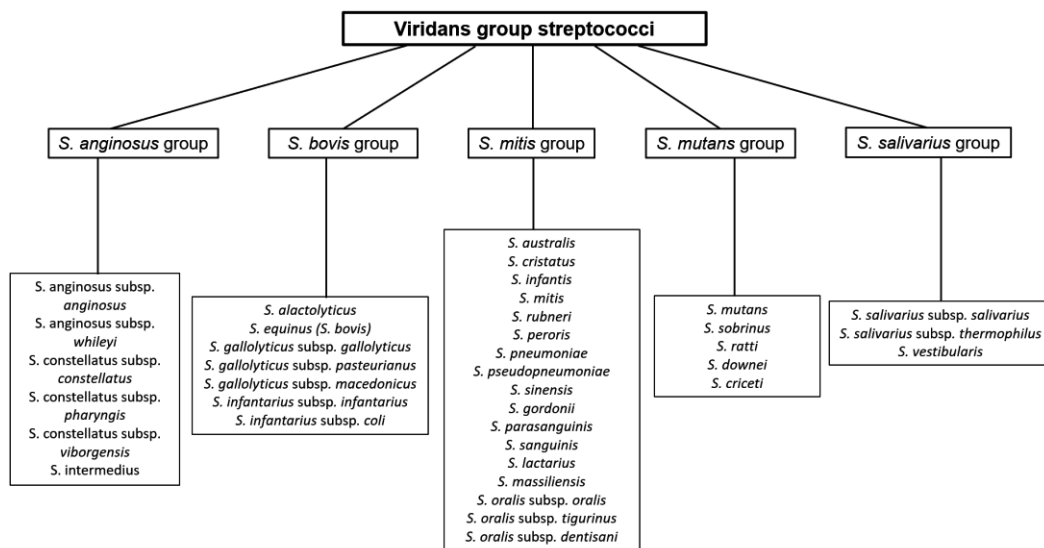 Viridans group streptococci
S. anginosus group
S. bovis group
S. mitis group
S. mutans group
S. salivarius group
S. anginosus subsp.
anginosus
S. anginosus subsp.
whileyi
S. constellatus subsp.
constellatus
S. constellatus subsp.
pharyngis
S. constellatus subsp.
viborgensis
S. intermedius
S. alactolyticus
S. equinus (S. bovis)
S. gallolyticus subsp. gallolyticus
S. gallolyticus subsp. pasteurianus
S. gallolyticus subsp. macedonicus
S. infantarius subsp. infantarius
S. infantarius subsp. coli
S. australis
S. cristatus
S. infantis
S. mitis
S. rubneri
S. peroris
S. pneumoniae
S. pseudopneumoniae
S. sinensis
S. gordonii
S. parasanguinis
S. sanguinis
S. lactarius
S. massiliensis
S. oralis subsp. oralis
S. oralis subsp. tigurinus
S. oralis subsp. dentisani
S. mutans
S. sobrinus
S. ratti
S. downei
S. criceti
S. salivarius subsp. salivarius
S. salivarius subsp. thermophilus
S. vestibularis